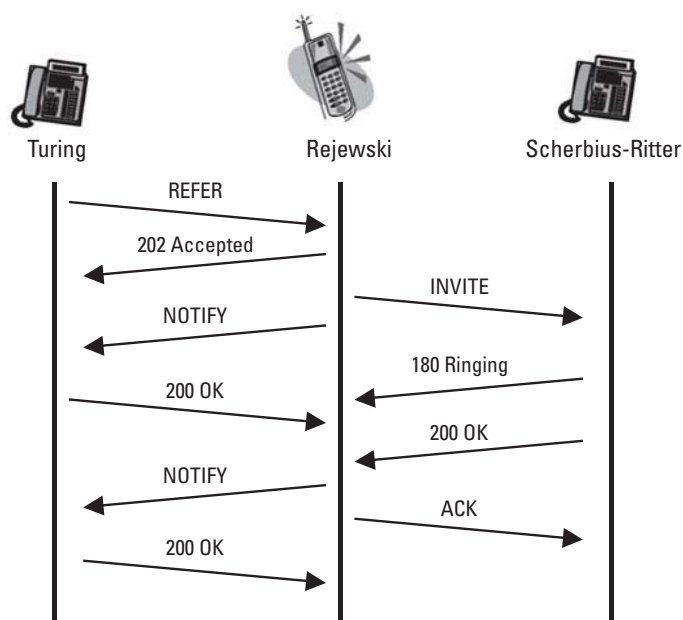 Turing
Rejewski
Scherbius-Ritter
REFER
202 Accepted
INVITE
NOTIFY
180 Ringing
200 OK
200 OK
NOTIFY
ACK
200 OK